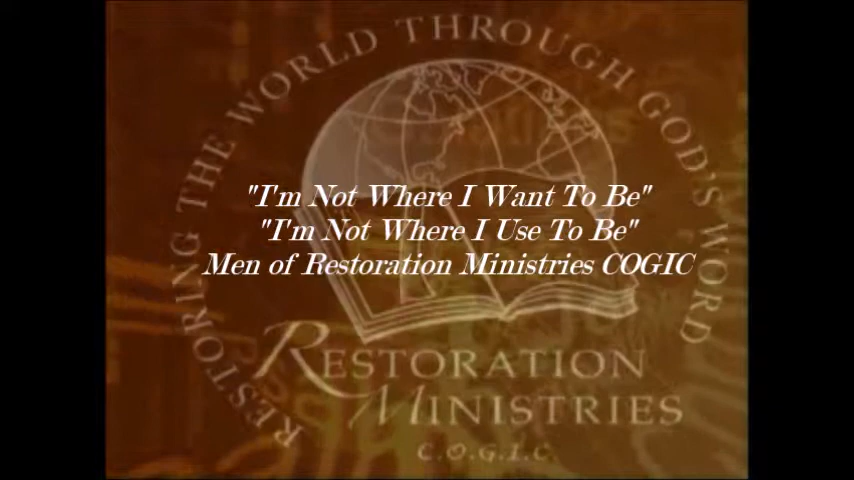 RESTORING THE WORLD THROUGH GOD'S WORD
"I'm Not Where I Want To Be"
"I'm Not Where I Use To Be"
Men of Restoration Ministries COGIC
RESTORATION
MINISTRIES
C.O.G.I.C.